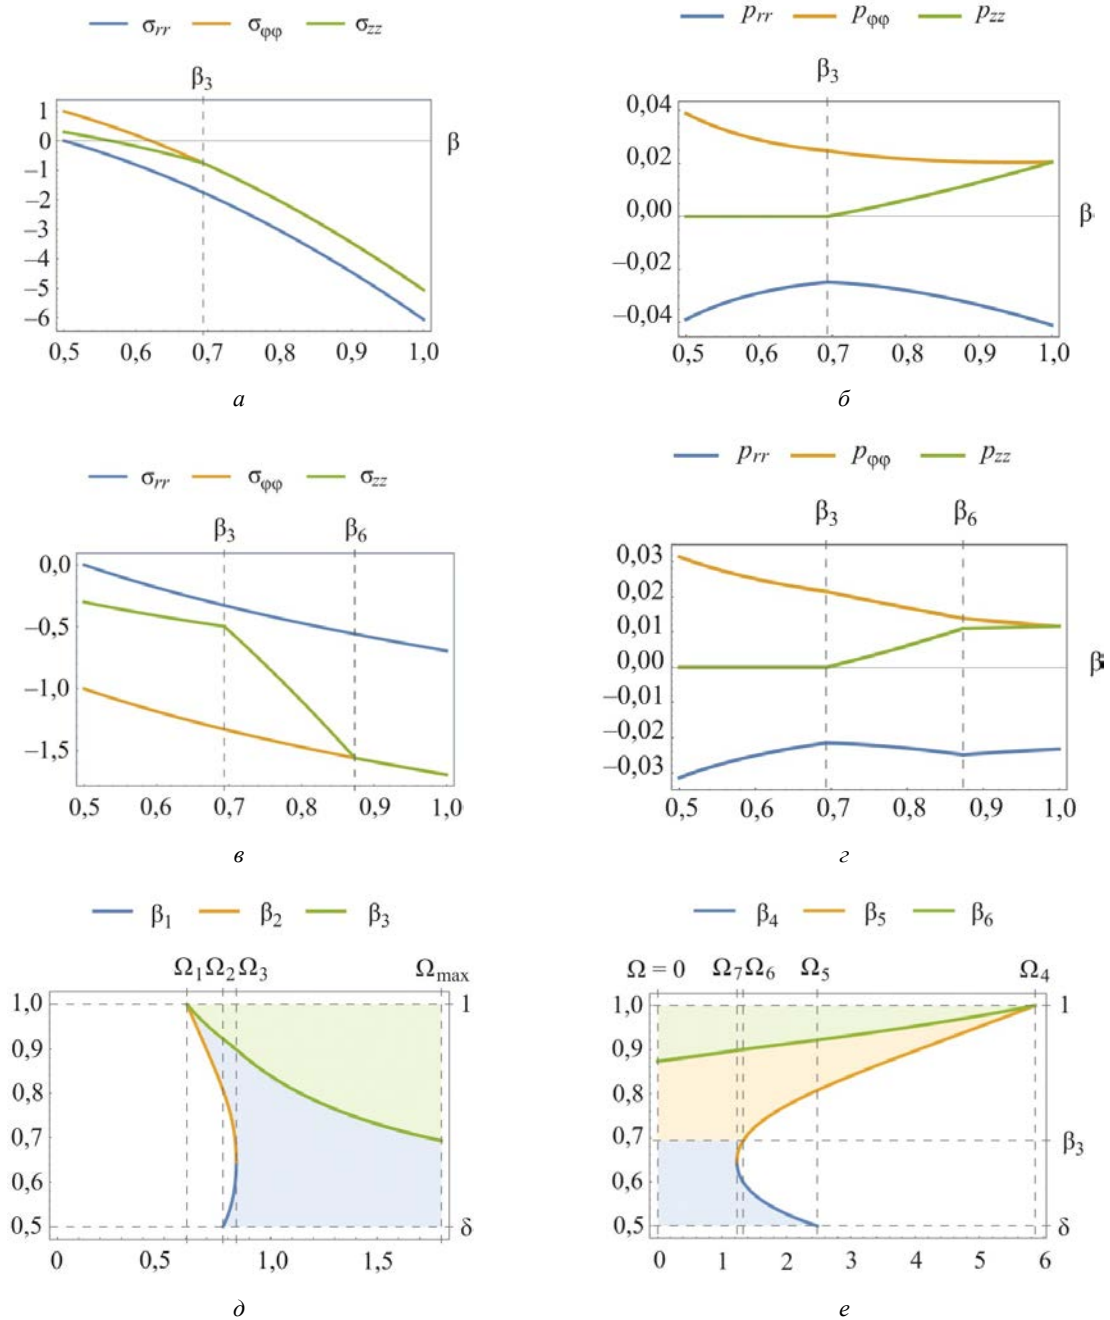 σrr σφφ σzz
β3
1
0
–1
–2
–3
–4
–5
–6
β
0,5 0,6 0,7 0,8 0,9 1,0
а
prr pφφ pzz
β3
0,04
0,02
0,00
–0,02
–0,04
β
0,5 0,6 0,7 0,8 0,9 1,0
б
σrr σφφ σzz
β3 β6
0,0
–0,5
–1,0
–1,5
0,5 0,6 0,7 0,8 0,9 1,0
в
prr pφφ pzz
β3 β6
0,03
0,02
0,01
0,00
–0,01
–0,02
–0,03
β
0,5 0,6 0,7 0,8 0,9 1,0
г
β1 β2 β3
Ω1 Ω2 Ω3 Ωmax
1,0
0,9
0,8
0,7
0,6
0,5
1
δ
0 0,5 1,0 1,5
д
β4 β5 β6
Ω = 0 Ω7 Ω6 Ω5 Ω4
1,0
0,9
0,8
0,7
0,6
0,5
1
β3
δ
0 1 2 3 4 5 6
е